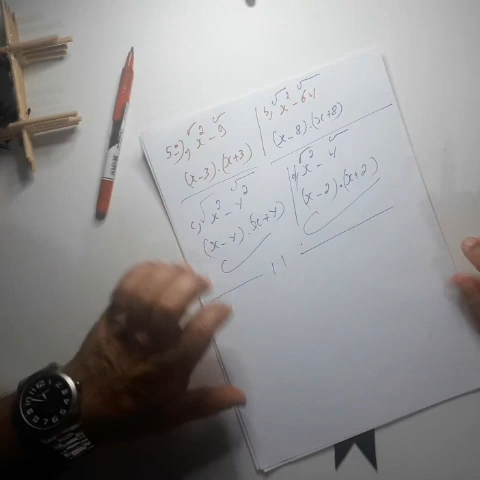 5=a, √x² - √9
(x-3).(x+3)
b, √x² - √64
(x-8).(x+8)
c, √x² - √y²
(x-y).(x+y)
d, √x² - √4
(x-2).(x+2)